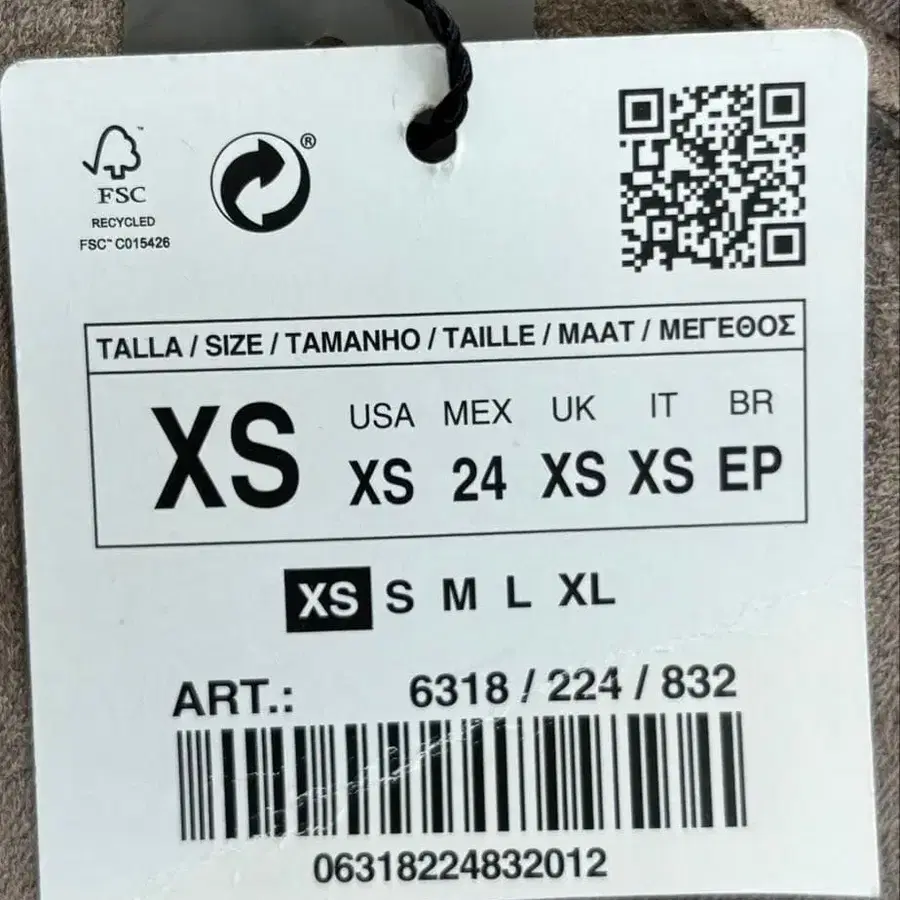 FSC™
RECYCLED
FSC™ C015426
®
TALLA / SIZE / TAMANHO / TAILLE / MAAT / ΜΕΓΕΘΟΣ
XS
USA MEX UK IT BR
XS 24 XS XS EP
XS S M L XL
ART.: 6318 / 224 / 832
06318224832012